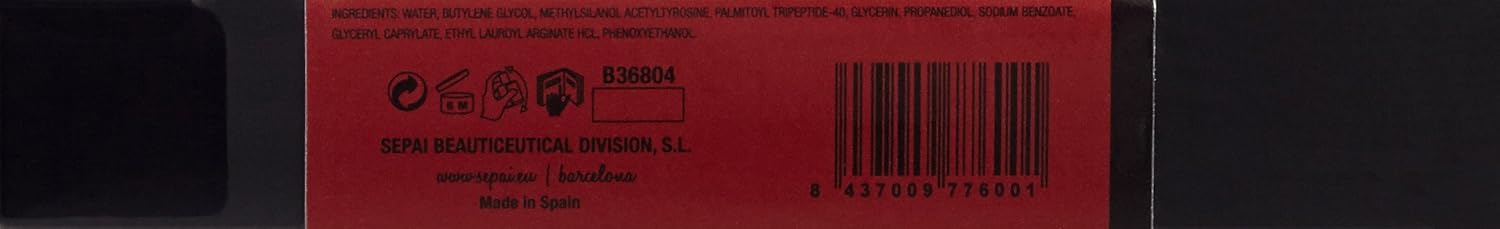 INGREDIENTS: WATER, BUTYLENE GLYCOL, METHYLSILANOL ACETYLTYROSINE, PALMITOYL TRIPEPTIDE-40, GLYCERIN, PROPANEDIOL, SODIUM BENZOATE,
GLYCERYL CAPRYLATE, ETHYL LAUROYL ARGINATE HCL, PHENOXYETHANOL.
6 M
B36804
SEPAI BEAUTICEUTICAL DIVISION, S.L.
www.sepai.eu | barcelona
Made in Spain
8 437009 776001